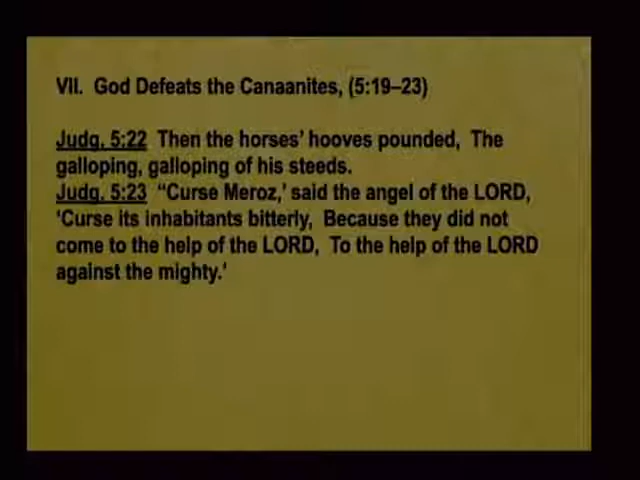 VII.  God Defeats the Canaanites, (5:19–23)
Judg. 5:22  Then the horses’ hooves pounded,  The
galloping, galloping of his steeds.
Judg. 5:23  “Curse Meroz,’ said the angel of the LORD,
‘Curse its inhabitants bitterly,  Because they did not
come to the help of the LORD,  To the help of the LORD
against the mighty.’